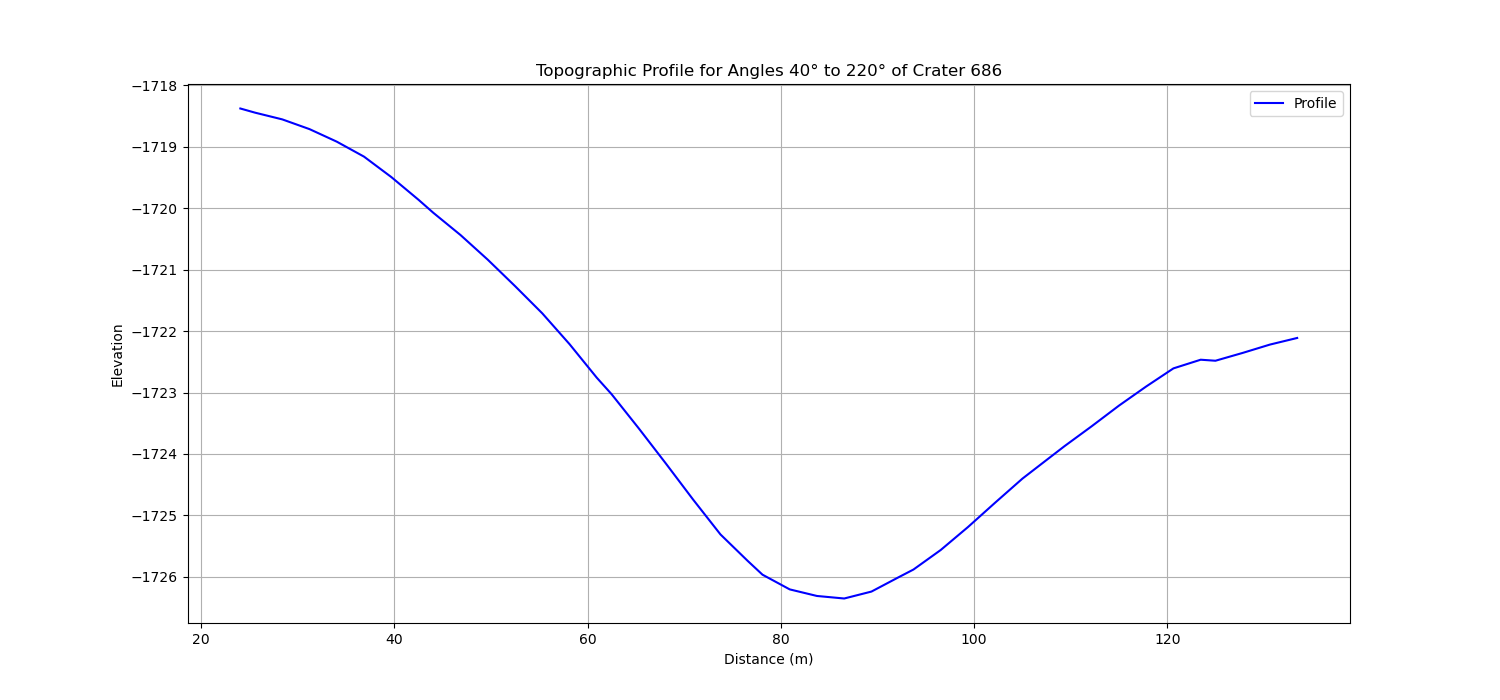 Topographic Profile for Angles 40° to 220° of Crater 686
Profile
Elevation
−1718
−1719
−1720
−1721
−1722
−1723
−1724
−1725
−1726
20 40 60 80 100 120
Distance (m)